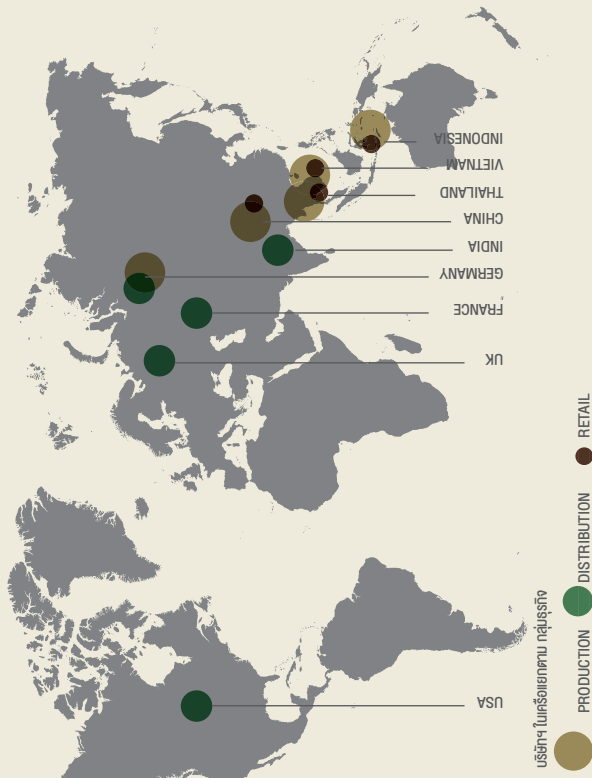 INDONESIA
VIETNAM
THAILAND
CHINA
INDIA
GERMANY
FRANCE
UK
USA
บริษัทฯ ในเครือแยกตาม กลุ่มธุรกิจ
PRODUCTION
DISTRIBUTION
RETAIL